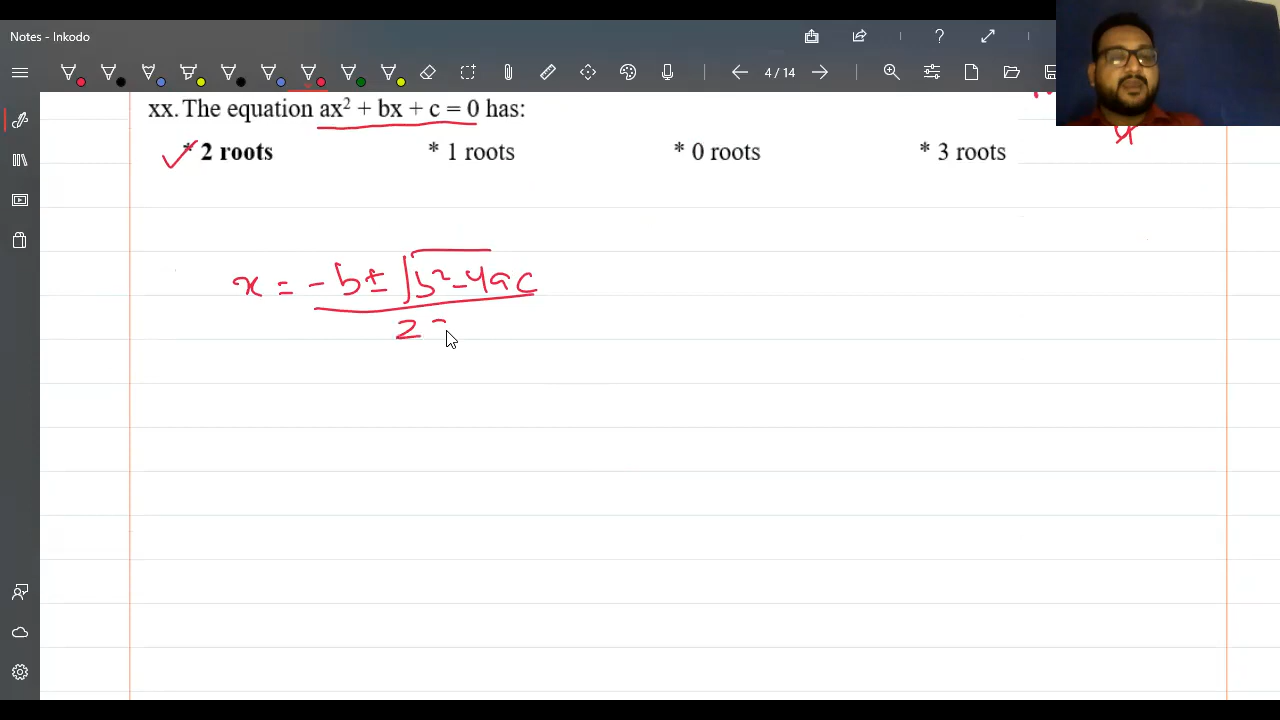 Notes - Inkodo
4/14
xx. The equation ax² + bx + c = 0 has:
* 2 roots * 1 roots * 0 roots * 3 roots
x = -b ± √b²-4ac
2